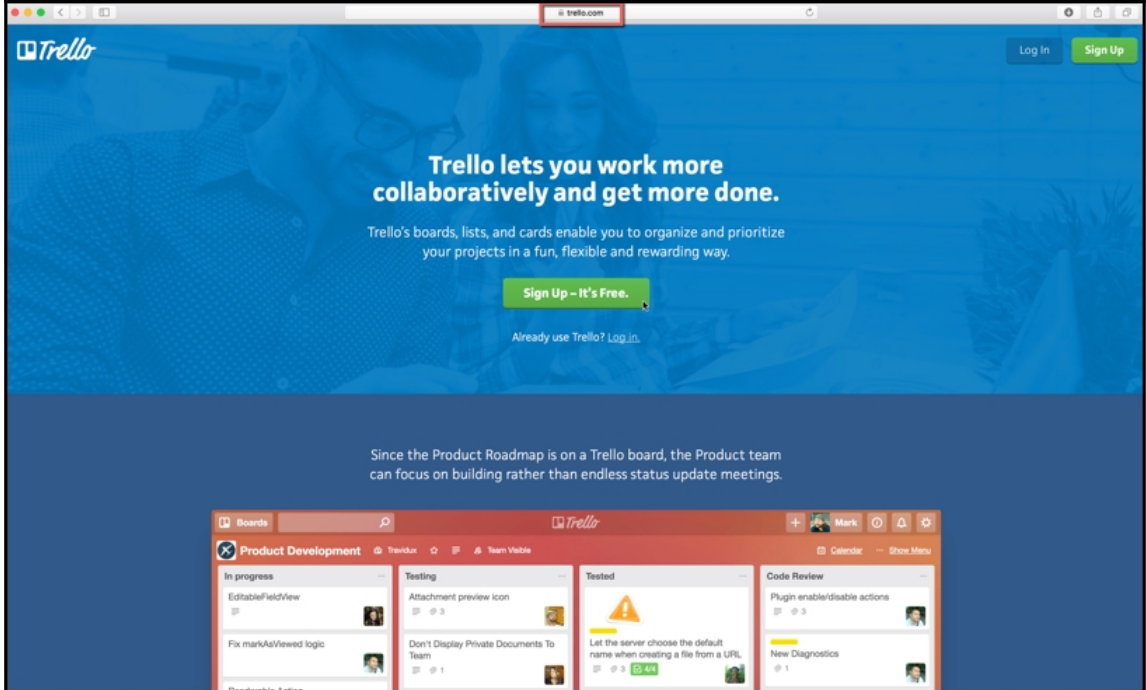 trello.com
Trello
Log In
Sign Up
Trello lets you work more
collaboratively and get more done.
Trello's boards, lists, and cards enable you to organize and prioritize
your projects in a fun, flexible and rewarding way.
Sign Up – It's Free.
Already use Trello? Log in.
Since the Product Roadmap is on a Trello board, the Product team
can focus on building rather than endless status update meetings.
Boards
Trello
Mark
Product Development
Travidux
Team Visible
Calendar
Show Menu
In progress
EditableFieldView
Fix markAsViewed logic
Testing
Attachment preview icon
3
Don't Display Private Documents To
Team
1
Tested
Let the server choose the default
name when creating a file from a URL
3
4/4
Code Review
Plugin enable/disable actions
3
New Diagnostics
1